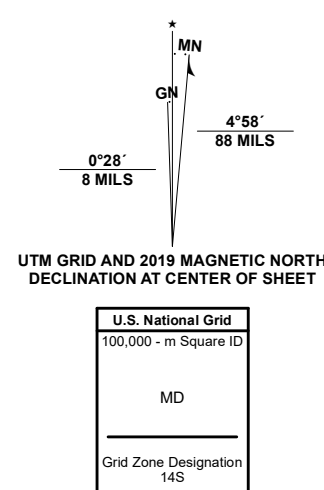 ★
MN
GN
4°58´
88 MILS
0°28´
8 MILS
UTM GRID AND 2019 MAGNETIC NORTH
DECLINATION AT CENTER OF SHEET
U.S. National Grid
100,000 - m Square ID
MD
Grid Zone Designation
14S